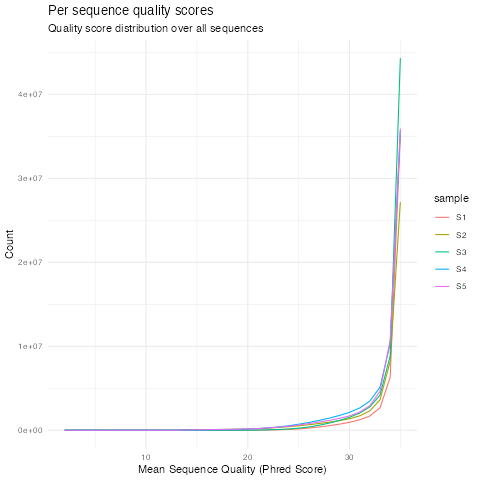 Per sequence quality scores
Quality score distribution over all sequences
4e+07
3e+07
2e+07
1e+07
0e+00
Count
10
20
30
Mean Sequence Quality (Phred Score)
sample
S1
S2
S3
S4
S5